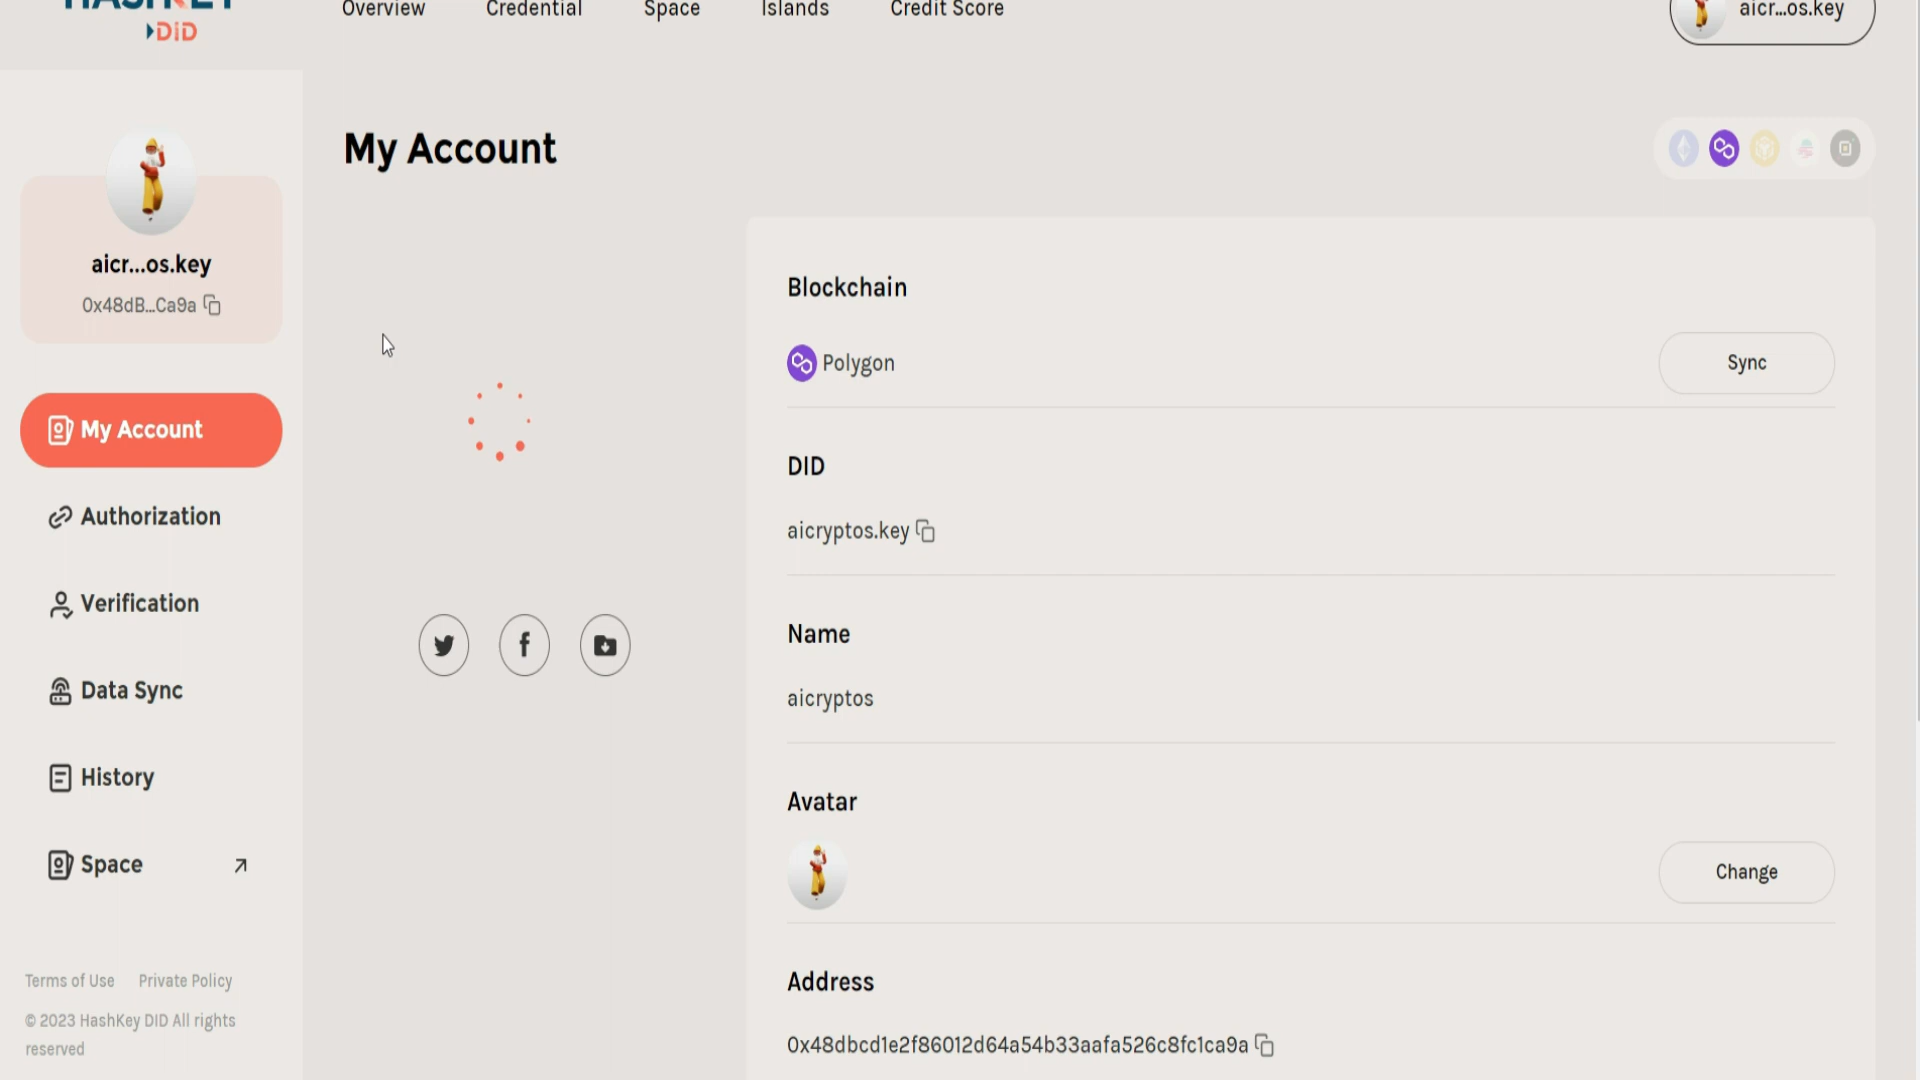 HASHKEY
DiD
Overview
Credential
Space
Islands
Credit Score
aicr...os.key
aicr...os.key
0x48dB...Ca9a
My Account
Authorization
Verification
Data Sync
History
Space
Terms of Use
Private Policy
© 2023 HashKey DID All rights
reserved
My Account
Blockchain
Polygon
Sync
DID
aicryptos.key
Name
aicryptos
Avatar
Change
Address
0x48dbcd1e2f86012d64a54b33aafa526c8fc1ca9a